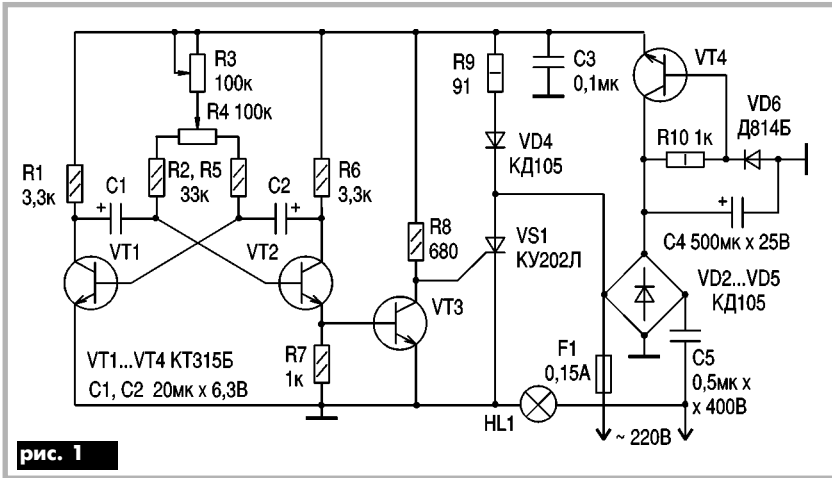 R3
100к
R4 100к
R1
3,3к
C1
+
R2, R5
33к
C2
+
R6
3,3к
VT1
VT2
R7
1к
VT3
R8
680
R9
91
VD4
КД105
VS1
КУ202Л
C3
0,1мк
VT4
VD6
Д814Б
R10 1к
+
C4 500мк х 25В
VD2...VD5
КД105
F1
0,15А
C5
0,5мк х
х 400В
HL1
~ 220В
VT1...VT4 КТ315Б
C1, C2 20мк х 6,3В
рис. 1